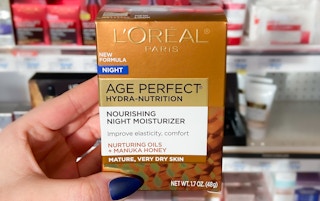 L'ORÉAL
PARIS
NEW
FORMULA
NIGHT
AGE PERFECT
HYDRA-NUTRITION
NOURISHING
NIGHT MOISTURIZER
improve elasticity, comfort
NURTURING OILS
+ MANUKA HONEY
MATURE, VERY DRY SKIN
NET WT. 1.7 OZ. (48g)